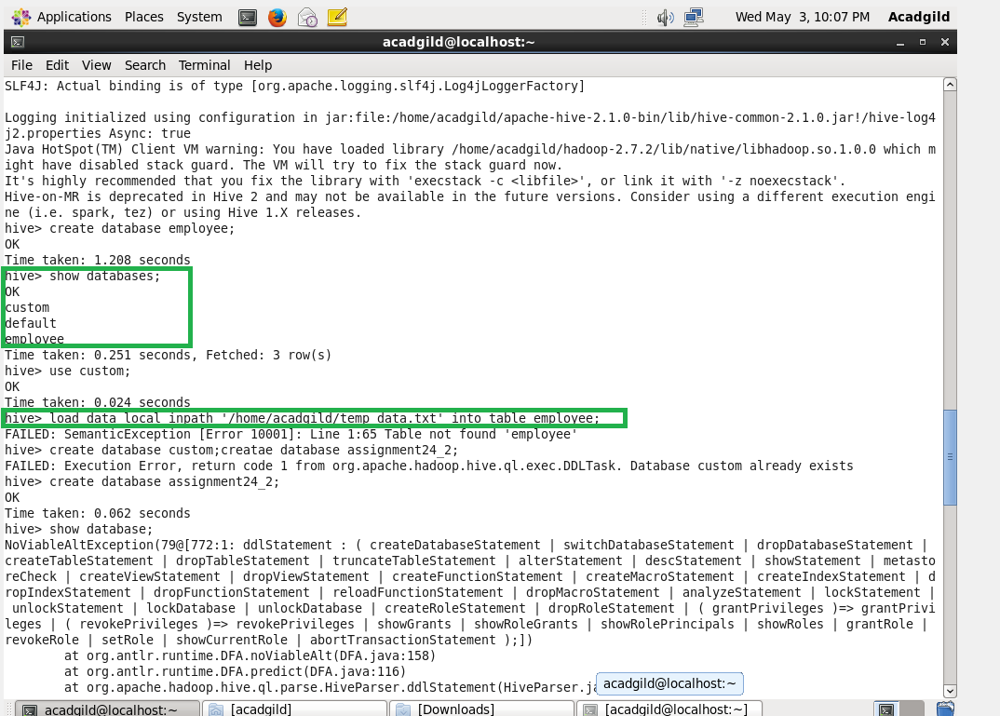 Applications Places System Wed May 3, 10:07 PM Acadgild
acadgild@localhost:~
File Edit View Search Terminal Help
SLF4J: Actual binding is of type [org.apache.logging.slf4j.Log4jLoggerFactory]
Logging initialized using configuration in jar:file:/home/acadgild/apache-hive-2.1.0-bin/lib/hive-common-2.1.0.jar!/hive-log4
j2.properties Async: true
Java HotSpot(TM) Client VM warning: You have loaded library /home/acadgild/hadoop-2.7.2/lib/native/libhadoop.so.1.0.0 which m
ight have disabled stack guard. The VM will try to fix the stack guard now.
It's highly recommended that you fix the library with 'execstack -c <libfile>', or link it with '-z noexecstack'.
Hive-on-MR is deprecated in Hive 2 and may not be available in the future versions. Consider using a different execution engi
ne (i.e. spark, tez) or using Hive 1.X releases.
hive> create database employee;
OK
Time taken: 1.208 seconds
hive> show databases;
OK
custom
default
employee
Time taken: 0.251 seconds, Fetched: 3 row(s)
hive> use custom;
OK
Time taken: 0.024 seconds
hive> load data local inpath '/home/acadgild/temp_data.txt' into table employee;
FAILED: SemanticException [Error 10001]: Line 1:65 Table not found 'employee'
hive> create database custom;creatae database assignment24_2;
FAILED: Execution Error, return code 1 from org.apache.hadoop.hive.ql.exec.DDLTask. Database custom already exists
hive> create database assignment24_2;
OK
Time taken: 0.062 seconds
hive> show database;
NoViableAltException(79@[772:1: ddlStatement : ( createDatabaseStatement | switchDatabaseStatement | dropDatabaseStatement |
createTableStatement | dropTableStatement | truncateTableStatement | alterStatement | descStatement | showStatement | metasto
reCheck | createViewStatement | dropViewStatement | createFunctionStatement | createMacroStatement | createIndexStatement | d
ropIndexStatement | dropFunctionStatement | reloadFunctionStatement | dropMacroStatement | analyzeStatement | lockStatement |
unlockStatement | lockDatabase | unlockDatabase | createRoleStatement | dropRoleStatement | ( grantPrivileges )=> grantPrivi
leges | ( revokePrivileges )=> revokePrivileges | showGrants | showRoleGrants | showRolePrincipals | showRoles | grantRole |
revokeRole | setRole | showCurrentRole | abortTransactionStatement );])
at org.antlr.runtime.DFA.noViableAlt(DFA.java:158)
at org.antlr.runtime.DFA.predict(DFA.java:116)
at org.apache.hadoop.hive.ql.parse.HiveParser.ddlStatement(HiveParser.ja
acadgild@localhost:~
acadgild@localhost:~ [acadgild] [Downloads] [acadgild@localhost:~]